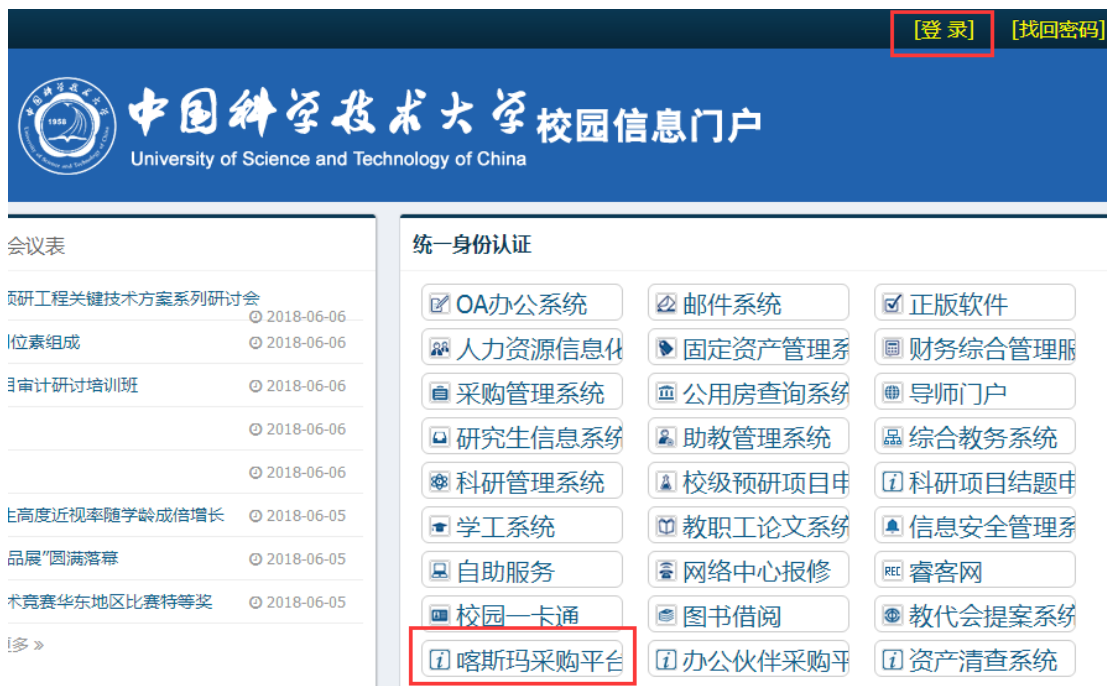 [登 录] [找回密码]
中国科学技术大学校园信息门户
University of Science and Technology of China
1958
会议表
预研工程关键技术方案系列研讨会
2018-06-06
位素组成 2018-06-06
审计研讨培训班 2018-06-06
2018-06-06
2018-06-06
生高度近视率随学龄成倍增长 2018-06-05
品展"圆满落幕 2018-06-05
术竞赛华东地区比赛特等奖 2018-06-05
更多 »
统一身份认证
OA办公系统 邮件系统 正版软件
人力资源信息化 固定资产管理系 财务综合管理服
采购管理系统 公用房查询系统 导师门户
研究生信息系统 助教管理系统 综合教务系统
科研管理系统 校级预研项目申 科研项目结题申
学工系统 教职工论文系统 信息安全管理系
自助服务 网络中心报修 REC 睿客网
校园一卡通 图书借阅 教代会提案系统
喀斯玛采购平台 办公伙伴采购平 资产清查系统